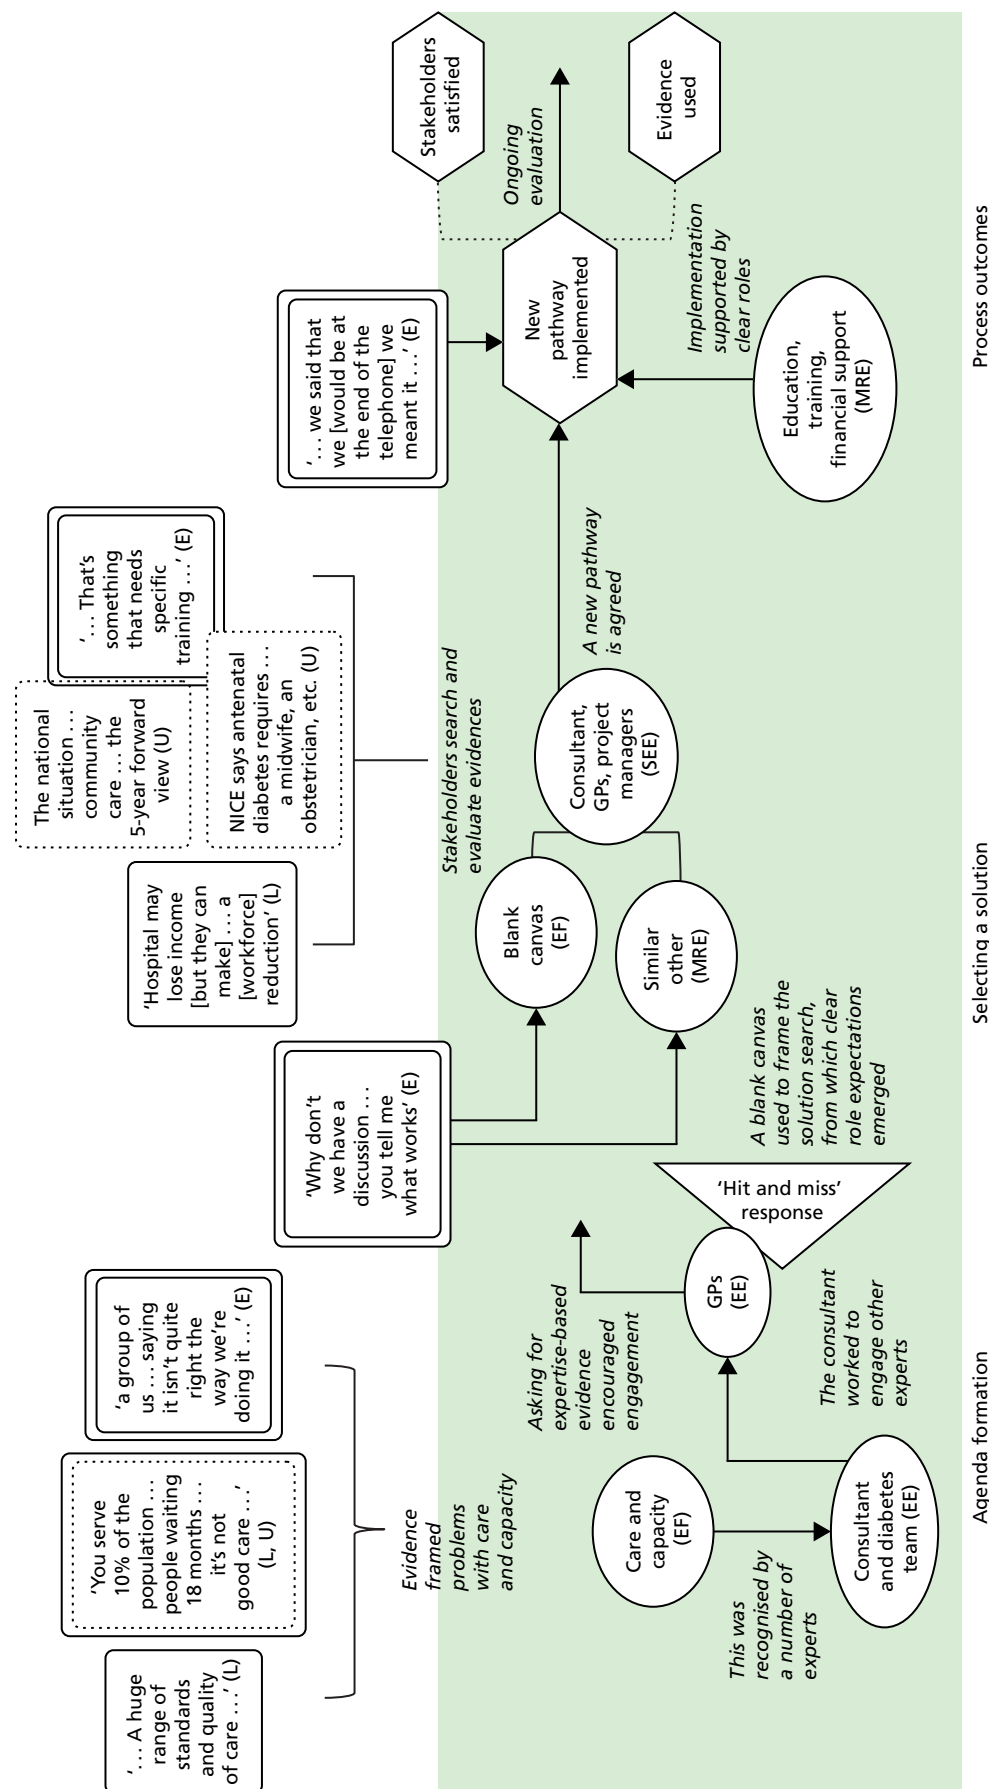 ‘… A huge
range of
standards
and quality
of care …’ (L)
‘You serve
10% of the
population …
people waiting
18 months …
it’s not
good care …’
(L, U)
‘a group of
us … saying
it isn’t quite
right the
way we’re
doing it …’ (E)
Evidence
framed
problems
with care
and capacity
Care and
capacity
(EF)
This was
recognised by
a number of
experts
Consultant
and diabetes
team (EE)
The consultant
worked to
engage other
experts
GPs
(EE)
‘Hit and miss’
response
Asking for
expertise-based
evidence
encouraged
engagement
Agenda formation
‘Why don’t
we have a
discussion …
you tell me
what works’ (E)
A blank canvas
used to frame the
solution search,
from which clear
role expectations
emerged
Blank
canvas
(EF)
Similar
other
(MRE)
‘Hospital may
lose income
[but they can
make] … a
[workforce]
reduction’ (L)
The national
situation …
community
care … the
5-year forward
view (U)
NICE says antenatal
diabetes requires …
a midwife, an
obstetrician, etc. (U)
‘… That’s
something
that needs
specific
training …’ (E)
Stakeholders search and
evaluate evidences
Consultant,
GPs, project
managers
(SEE)
A new pathway
is agreed
Selecting a solution
‘… we said that
we [would be at
the end of the
telephone] we
meant it …’ (E)
New
pathway
implemented
Education,
training,
financial support
(MRE)
Implementation
supported by
clear roles
Ongoing
evaluation
Stakeholders
satisfied
Evidence
used
Process outcomes